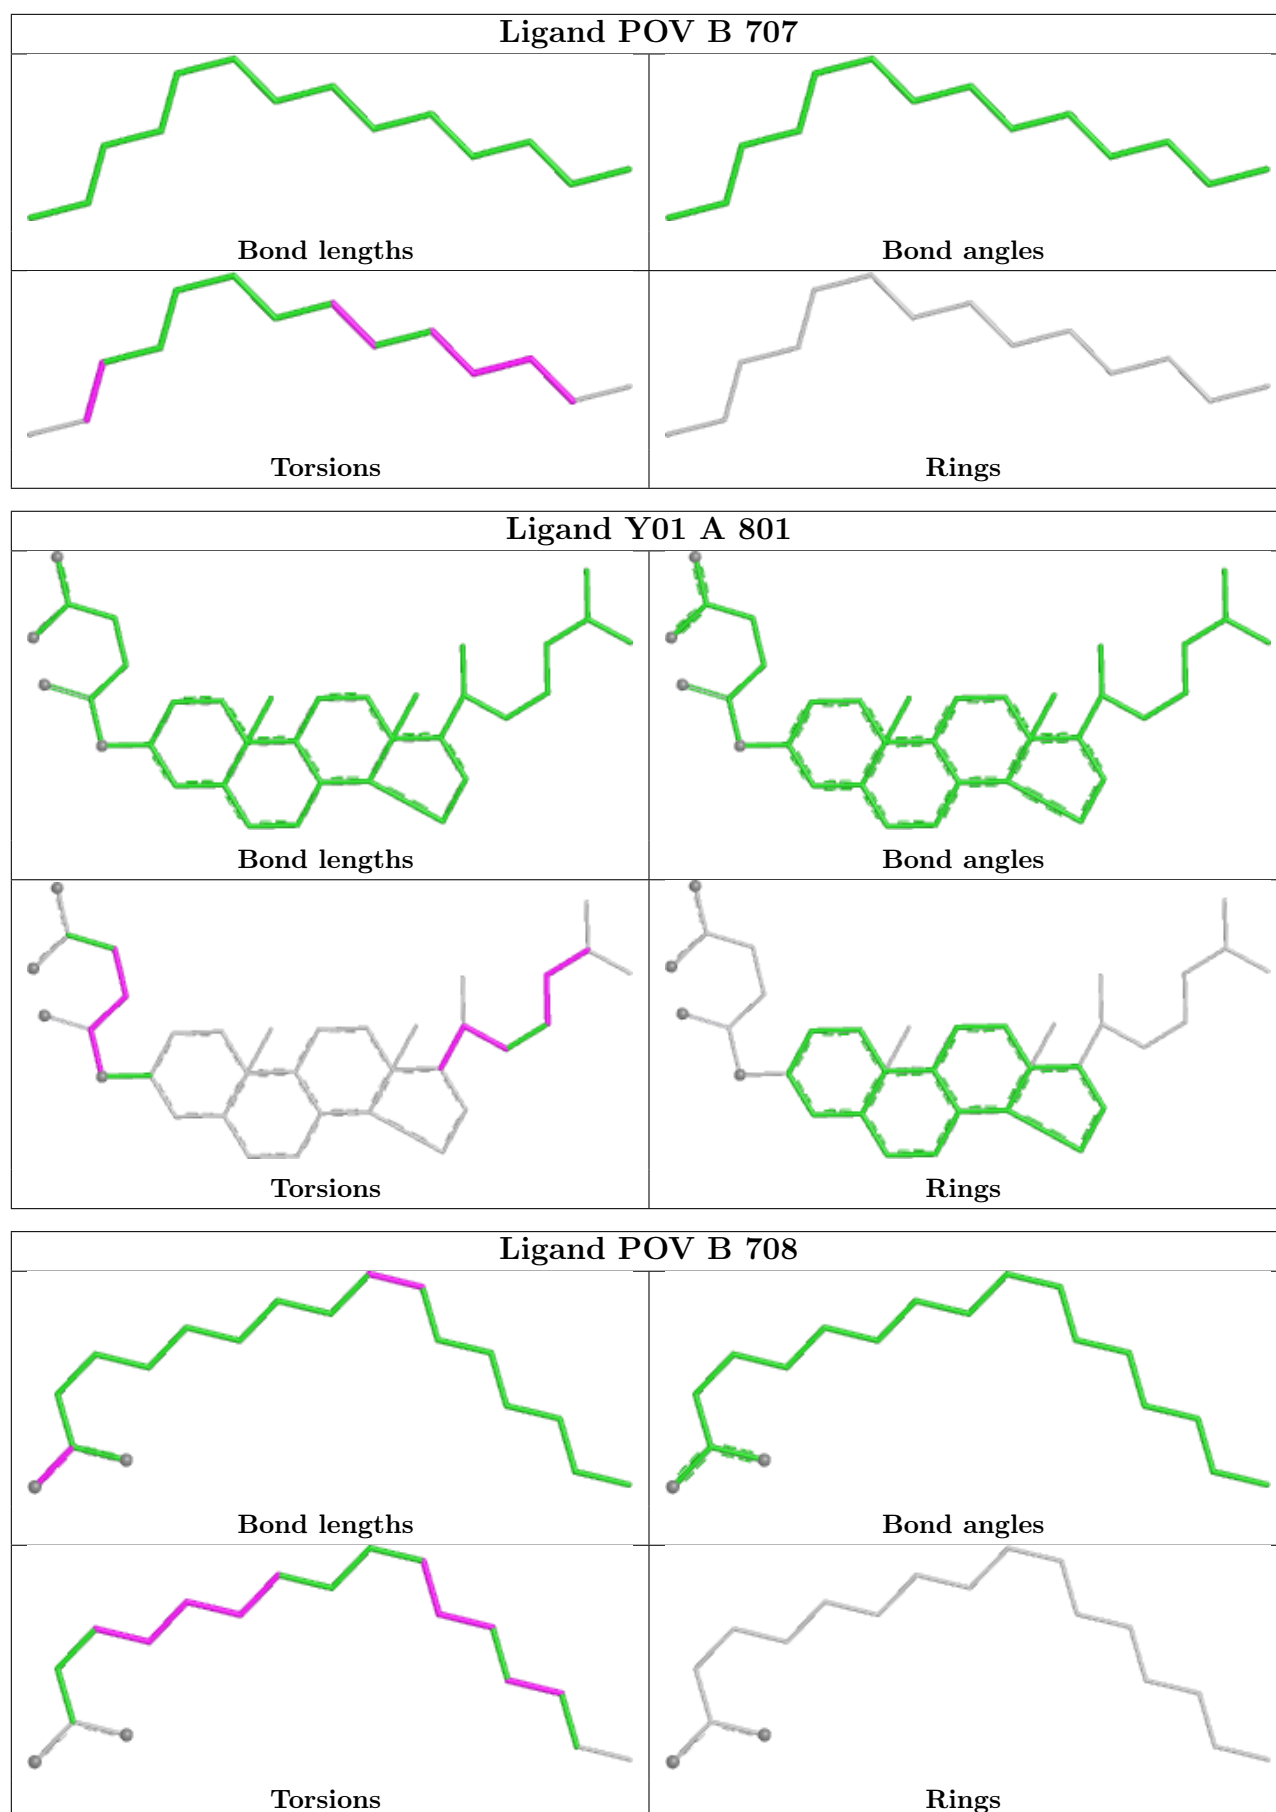 Ligand POV B 707
Bond lengths
Bond angles
Torsions
Rings
Ligand Y01 A 801
Bond lengths
Bond angles
Torsions
Rings
Ligand POV B 708
Bond lengths
Bond angles
Torsions
Rings